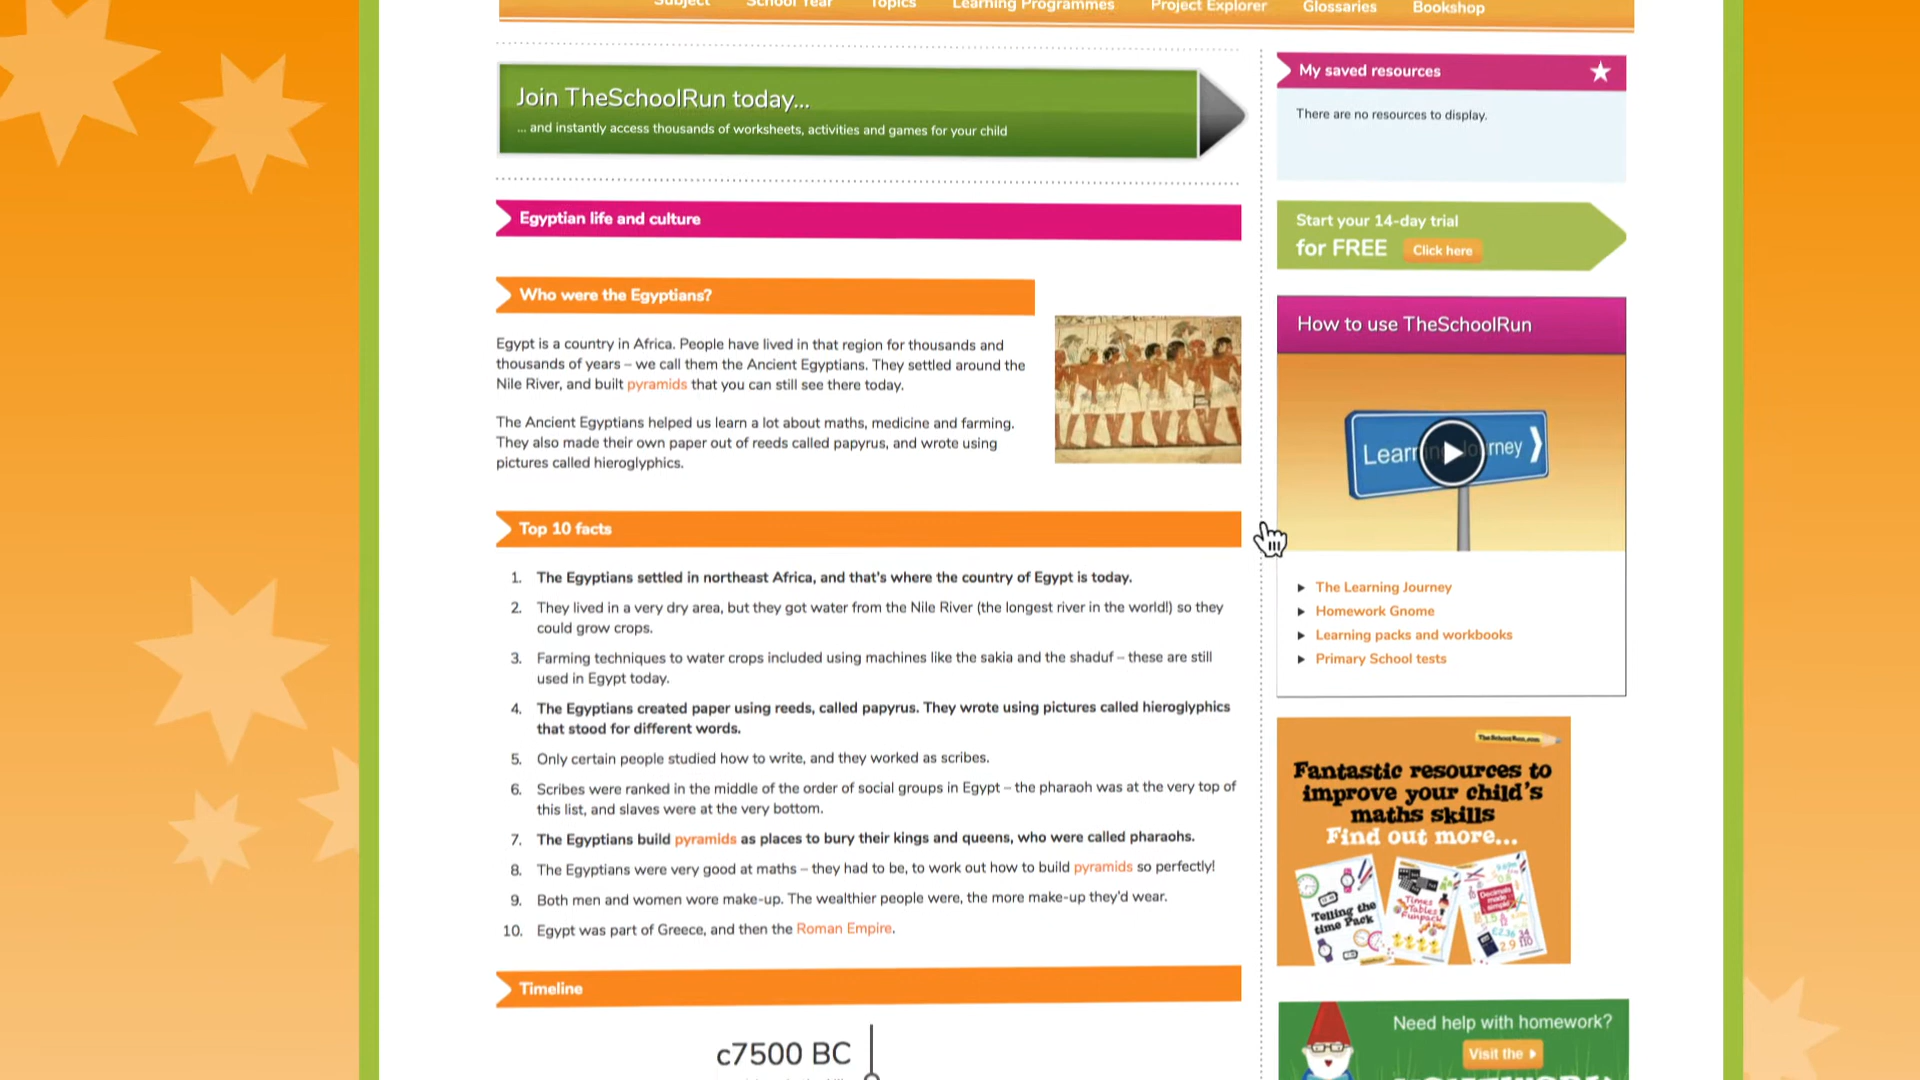 Subject School Year Topics Learning Programmes Project Explorer Glossaries Bookshop
Join TheSchoolRun today...
... and instantly access thousands of worksheets, activities and games for your child
Egyptian life and culture
Who were the Egyptians?
Egypt is a country in Africa. People have lived in that region for thousands and
thousands of years – we call them the Ancient Egyptians. They settled around the
Nile River, and built pyramids that you can still see there today.
The Ancient Egyptians helped us learn a lot about maths, medicine and farming.
They also made their own paper out of reeds called papyrus, and wrote using
pictures called hieroglyphics.
Top 10 facts
1. The Egyptians settled in northeast Africa, and that's where the country of Egypt is today.
2. They lived in a very dry area, but they got water from the Nile River (the longest river in the world!) so they
could grow crops.
3. Farming techniques to water crops included using machines like the sakia and the shaduf – these are still
used in Egypt today.
4. The Egyptians created paper using reeds, called papyrus. They wrote using pictures called hieroglyphics
that stood for different words.
5. Only certain people studied how to write, and they worked as scribes.
6. Scribes were ranked in the middle of the order of social groups in Egypt – the pharaoh was at the very top of
this list, and slaves were at the very bottom.
7. The Egyptians build pyramids as places to bury their kings and queens, who were called pharaohs.
8. The Egyptians were very good at maths – they had to be, to work out how to build pyramids so perfectly!
9. Both men and women wore make-up. The wealthier people were, the more make-up they'd wear.
10. Egypt was part of Greece, and then the Roman Empire.
Timeline
c7500 BC
My saved resources
There are no resources to display.
Start your 14-day trial
for FREE Click here
How to use TheSchoolRun
The Learning Journey
Homework Gnome
Learning packs and workbooks
Primary School tests
TheSchoolRun.com
Fantastic resources to
improve your child's
maths skills
Find out more...
Telling the
time Pack
Times
Tables
Funpack
Decimals
made
simple
Need help with homework?
Visit the